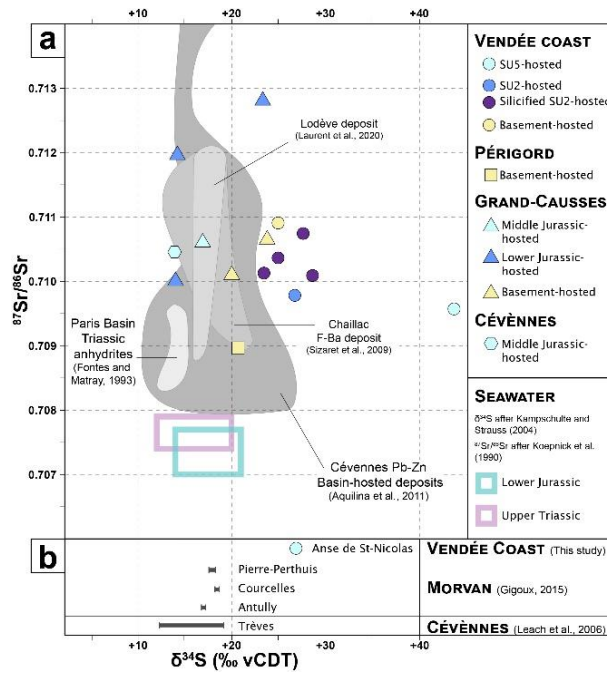 +10 +20 +30 +40
a
0.713
0.712
0.711
0.710
0.709
0.708
0.707
87Sr/86Sr
Lodève deposit
(Laurent et al., 2020)
Paris Basin
Triassic
anhydrites
(Fontes and
Matray, 1993)
Chaillac
F-Ba deposit
(Sizaret et al., 2009)
Cévennes Pb-Zn
Basin-hosted deposits
(Aquilina et al., 2011)
VENDÉE COAST
SU5-hosted
SU2-hosted
Silicified SU2-hosted
Basement-hosted
PÉRIGORD
Basement-hosted
GRAND-CAUSSES
Middle Jurassic-
hosted
Lower Jurassic-
hosted
Basement-hosted
CÉVÈNNES
Middle Jurassic-
hosted
SEAWATER
δ³⁴S after Kampschulte and
Strauss (2004)
⁸⁷Sr/⁸⁶Sr after Koepnick et al.
(1990)
Lower Jurassic
Upper Triassic
b
Anse de St-Nicolas
VENDÉE COAST (This study)
Pierre-Perthuis
Courcelles
Antully
MORVAN (Gigoux, 2015)
Trèves
CÉVÈNNES (Leach et al., 2006)
+10 +20 +30 +40
δ³⁴S (‰ vCDT)